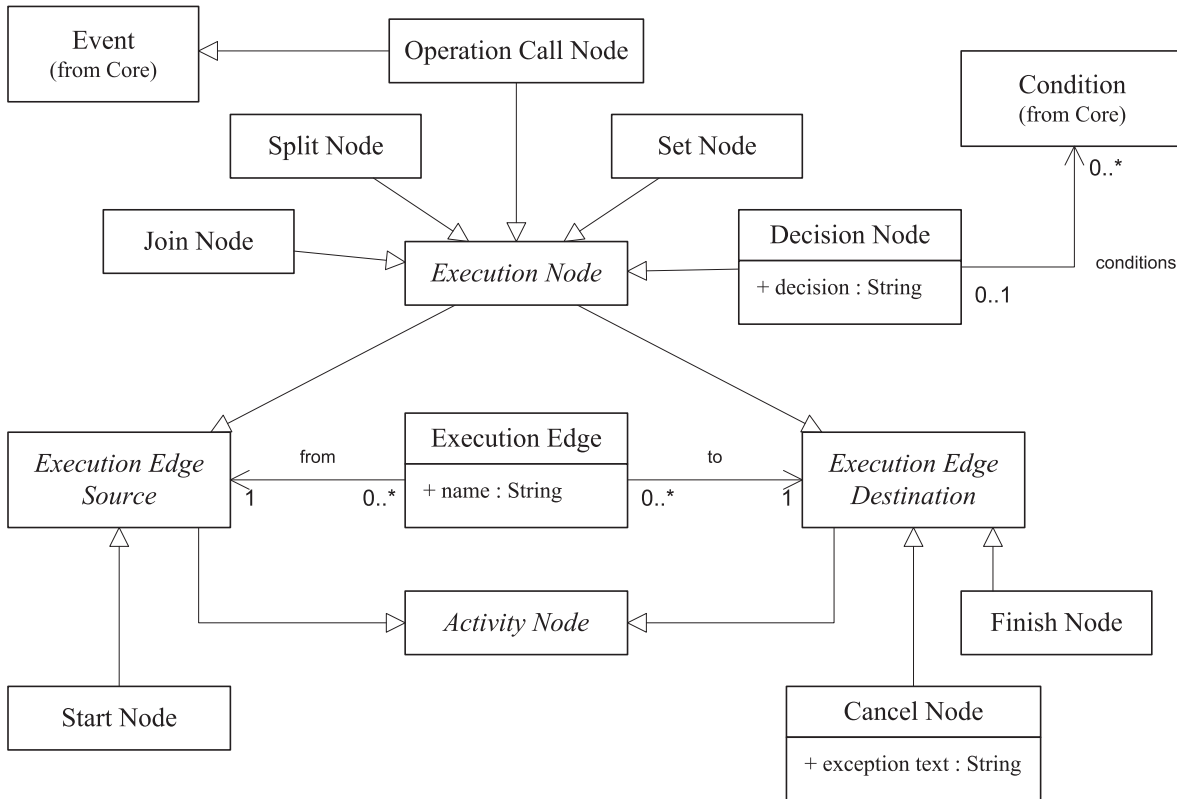 Event
(from Core)
Operation Call Node
Condition
(from Core)
Split Node
Set Node
0..*
Join Node
Decision Node
+ decision : String
Execution Node
conditions
0..1
Execution Edge
Source
from
1
0..*
Execution Edge
+ name : String
to
0..*
1
Execution Edge
Destination
Activity Node
Finish Node
Start Node
Cancel Node
+ exception text : String